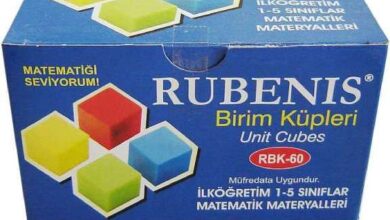 İLKÖĞRETİM
1-5 SINIFLAR
MATEMATİK
MATERYALLERİ
MATEMATİĞİ
SEVİYORUM!
RUBENIS®
Birim Küpleri
Unit Cubes
RBK-60
Müfredata Uygundur.
İLKÖĞRETİM 1-5 SINIFLAR
MATEMATİK MATERYALLERİ